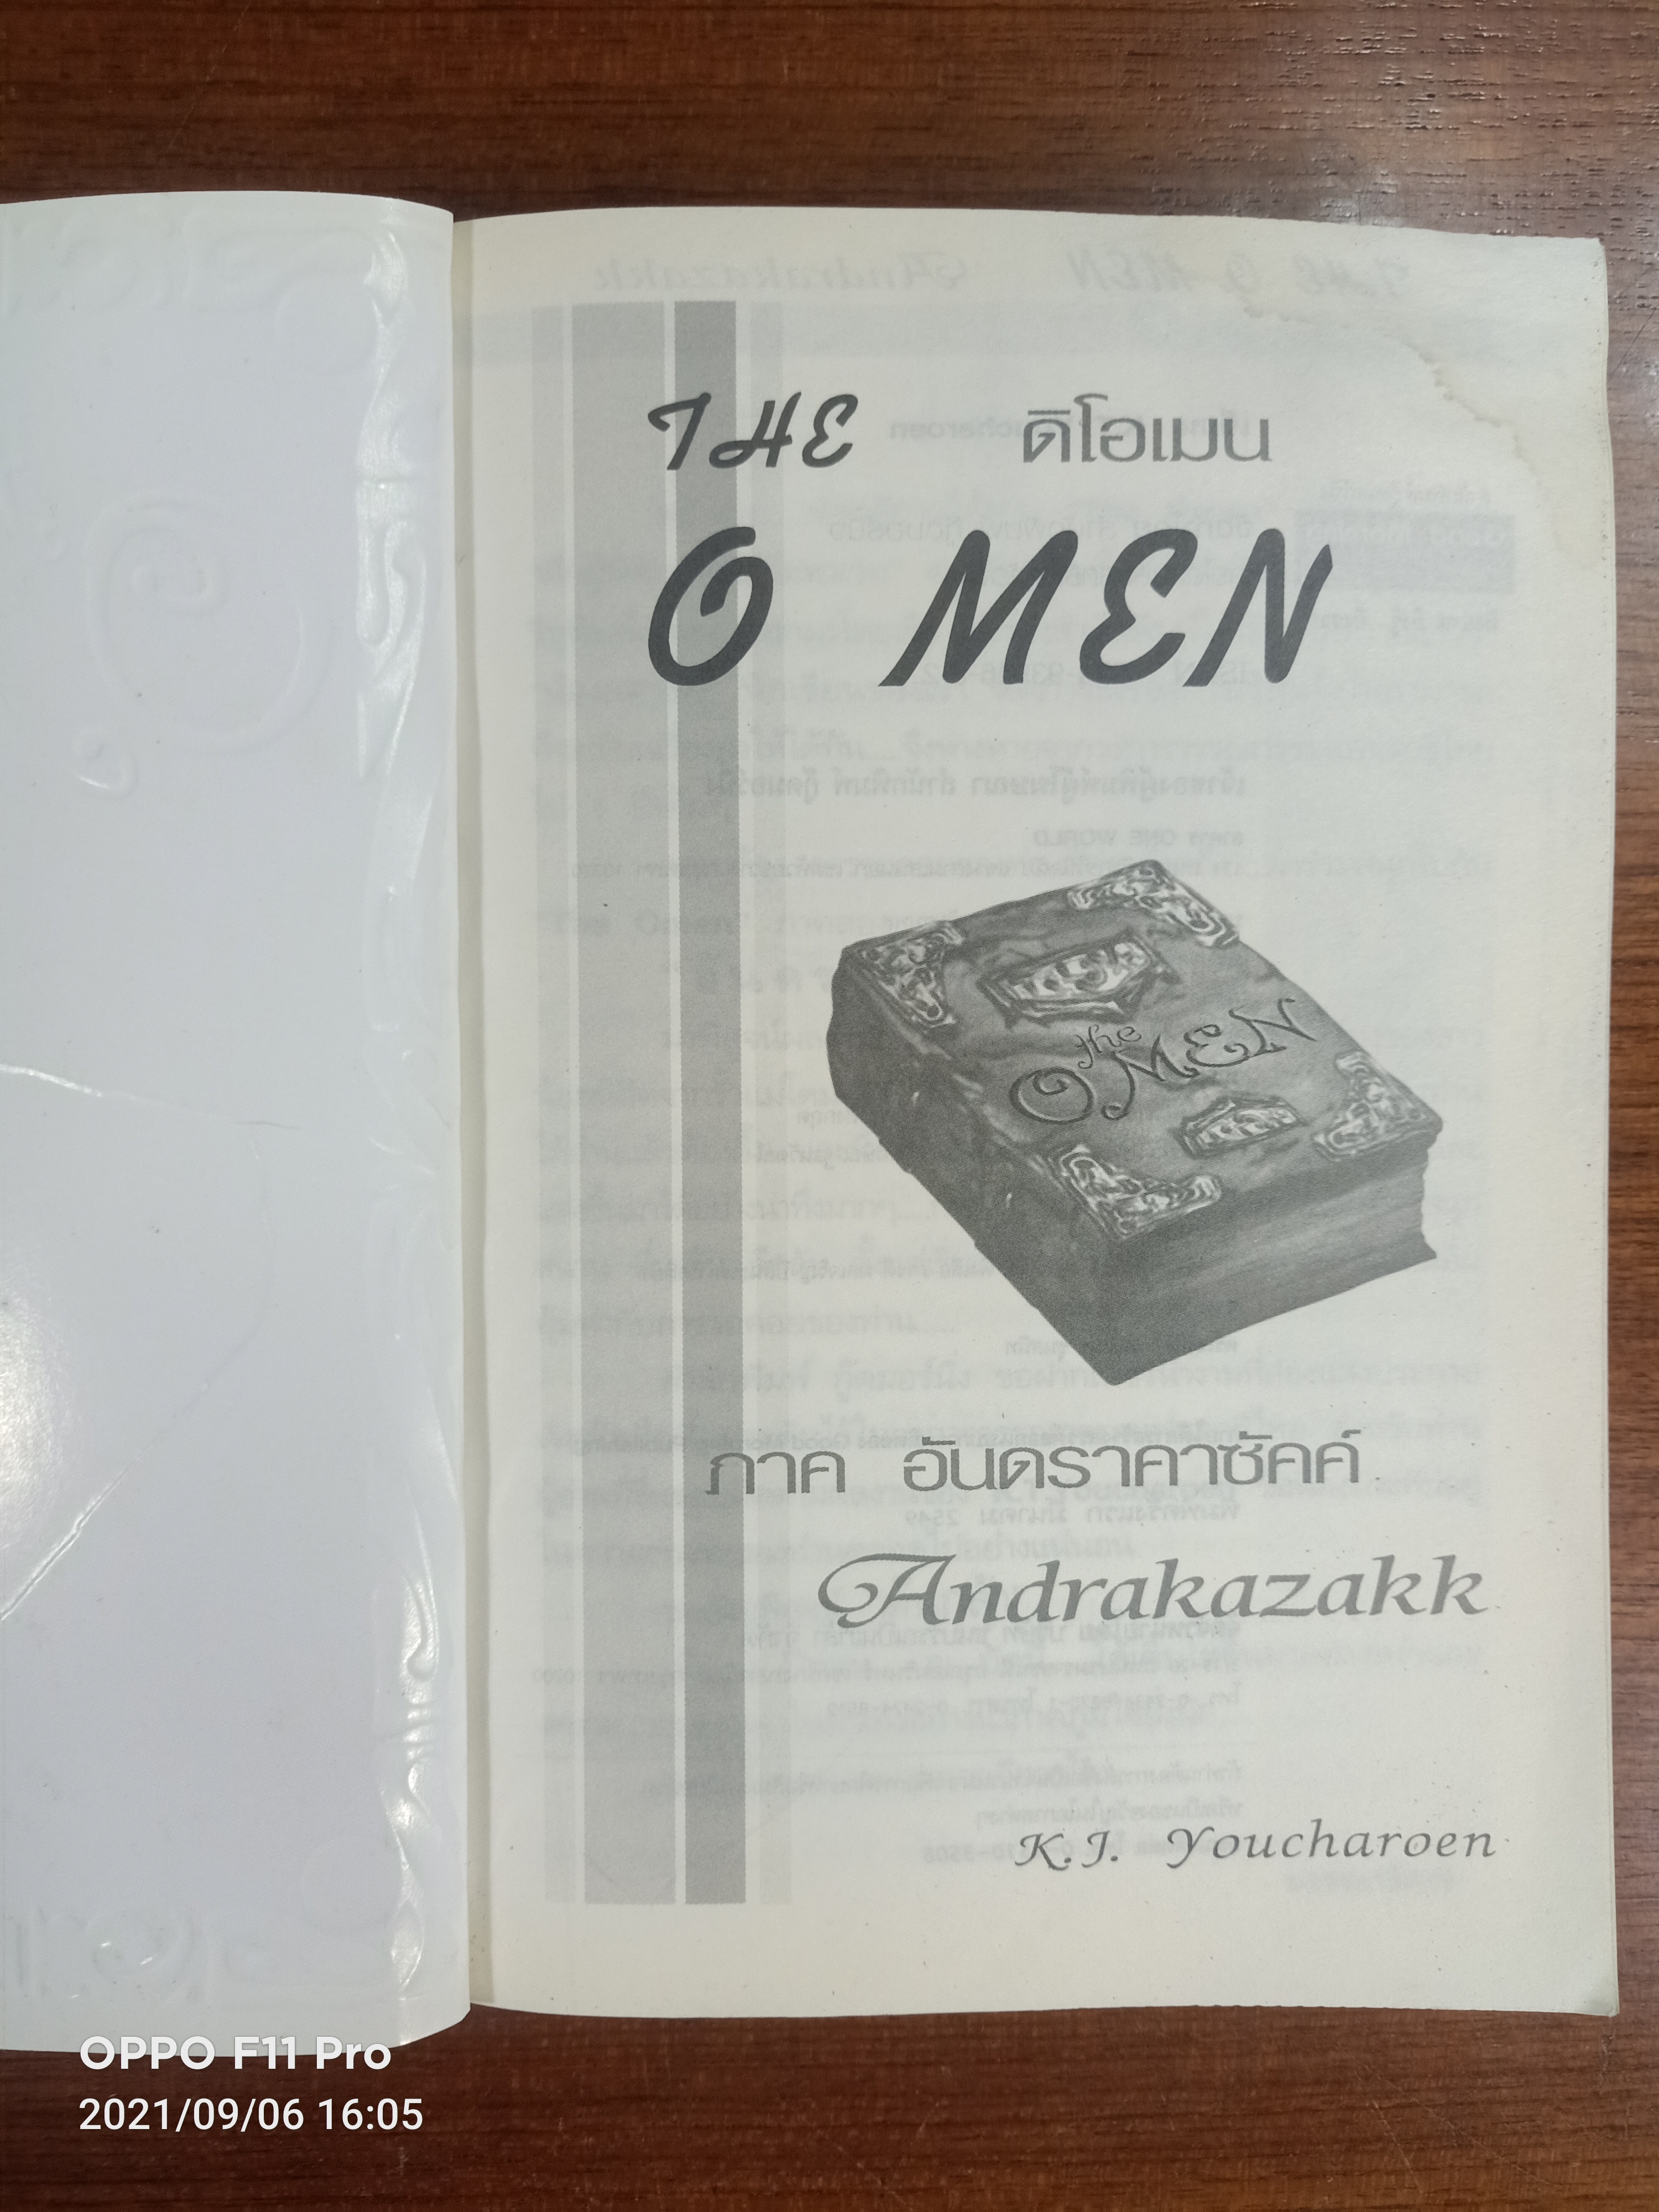 THE ดิโอเมน
O MEN
the
OMEN
ภาค อันดราคาซัคค์
Andrakazakk
K.J. Youcharoen
OPPO F11 Pro
2021/09/06 16:05